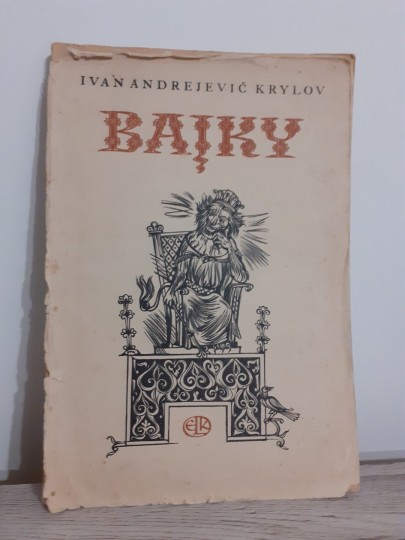 IVAN ANDREJEVIČ KRYLOV
BAJKY
ELK